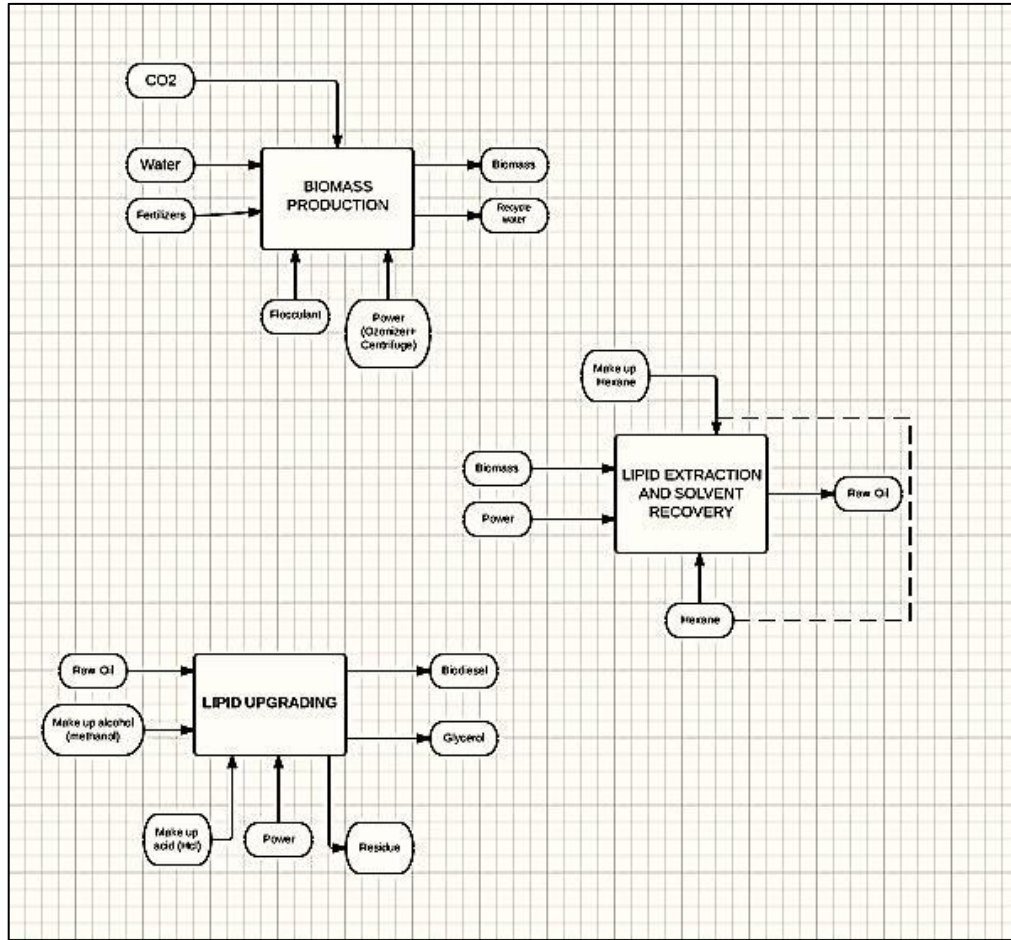 CO2
Water
Fertilizers
BIOMASS
PRODUCTION
Biomass
Recycle
water
Flocculant
Power
(Ozonizer+
Centrifuge)
Make up
Hexane
Biomass
Power
LIPID EXTRACTION
AND SOLVENT
RECOVERY
Raw Oil
Hexane
Raw Oil
Make up alcohol
(methanol)
LIPID UPGRADING
Biodiesel
Glycerol
Make up
acid (Hcl)
Power
Residue